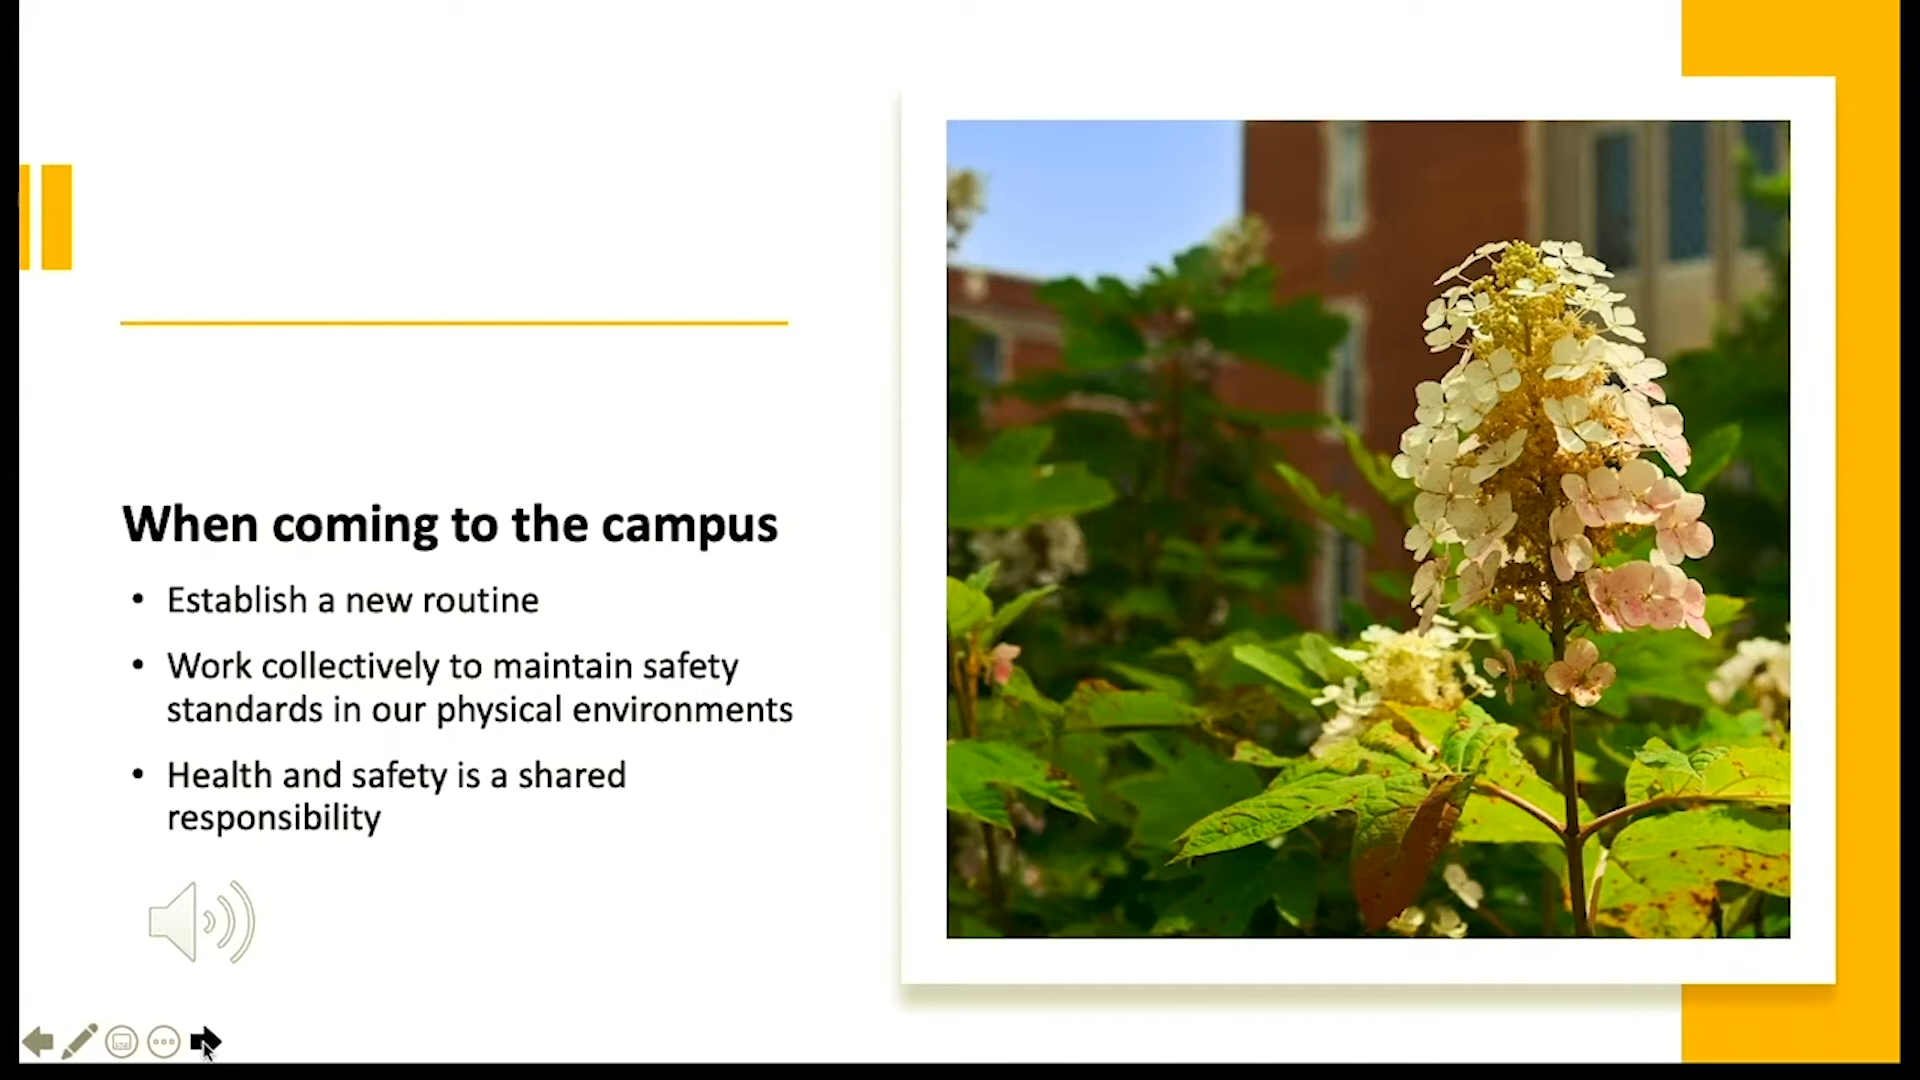 When coming to the campus
• Establish a new routine
• Work collectively to maintain safety
standards in our physical environments
• Health and safety is a shared
responsibility